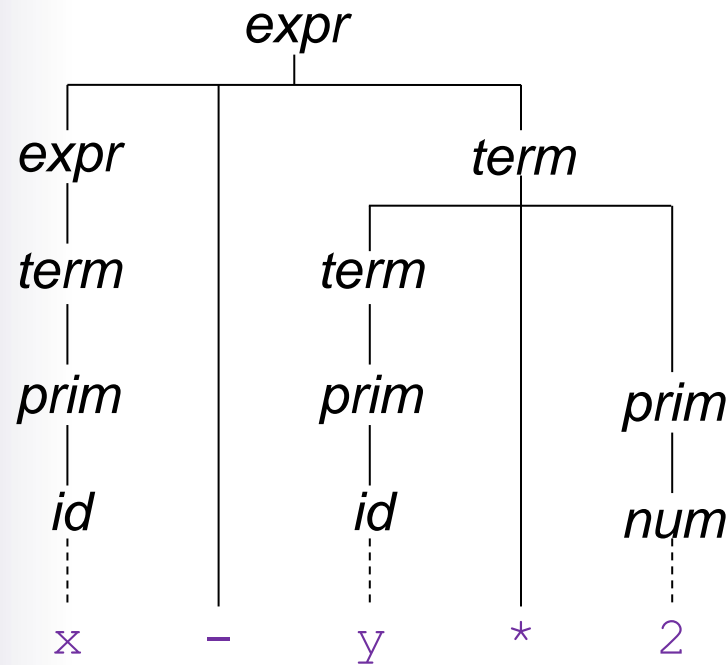 expr
expr term
term term
prim prim prim
id id num
x - y * 2